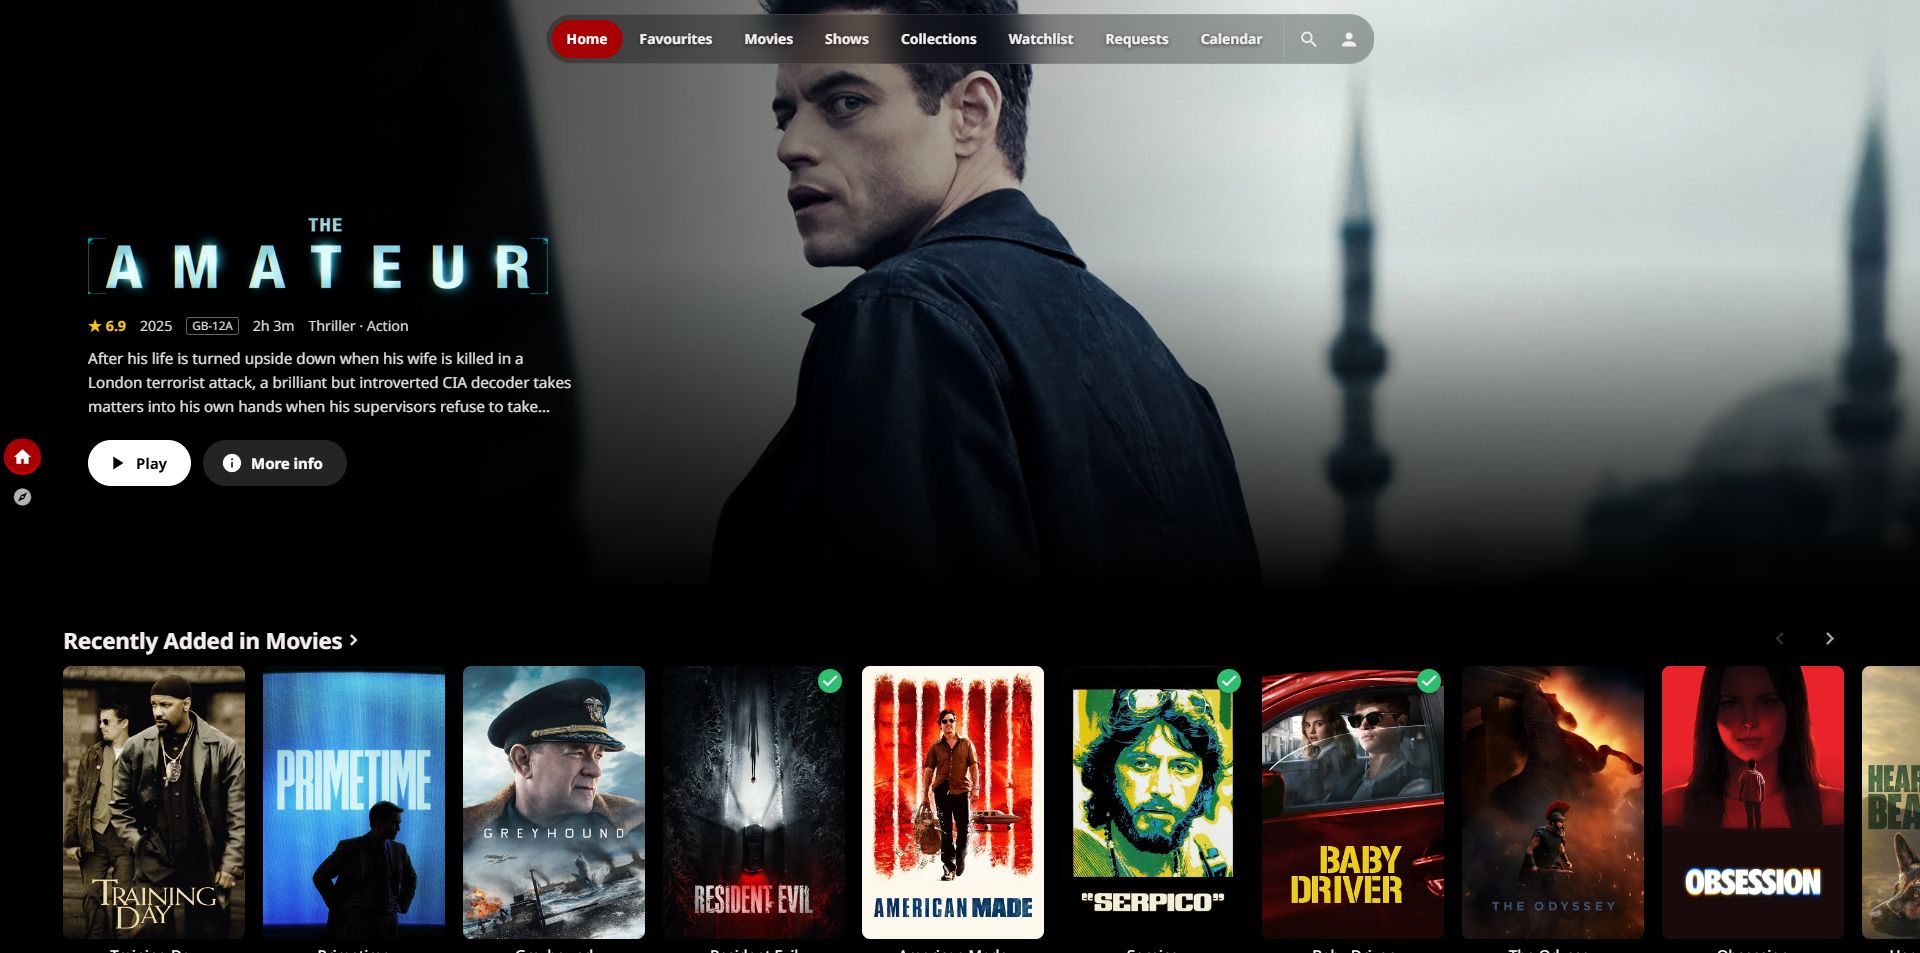 Home Favourites Movies Shows Collections Watchlist Requests Calendar
THE
AMATEUR
6.9 2025 GB-12A 2h 3m Thriller · Action
After his life is turned upside down when his wife is killed in a
London terrorist attack, a brilliant but introverted CIA decoder takes
matters into his own hands when his supervisors refuse to take...
Play More info
Recently Added in Movies
TRAINING
DAY
PRIMETIME
GREYHOUND
RESIDENT EVIL
AMERICAN MADE
"SERPICO"
BABY
DRIVER
THE ODYSSEY
OBSESSION